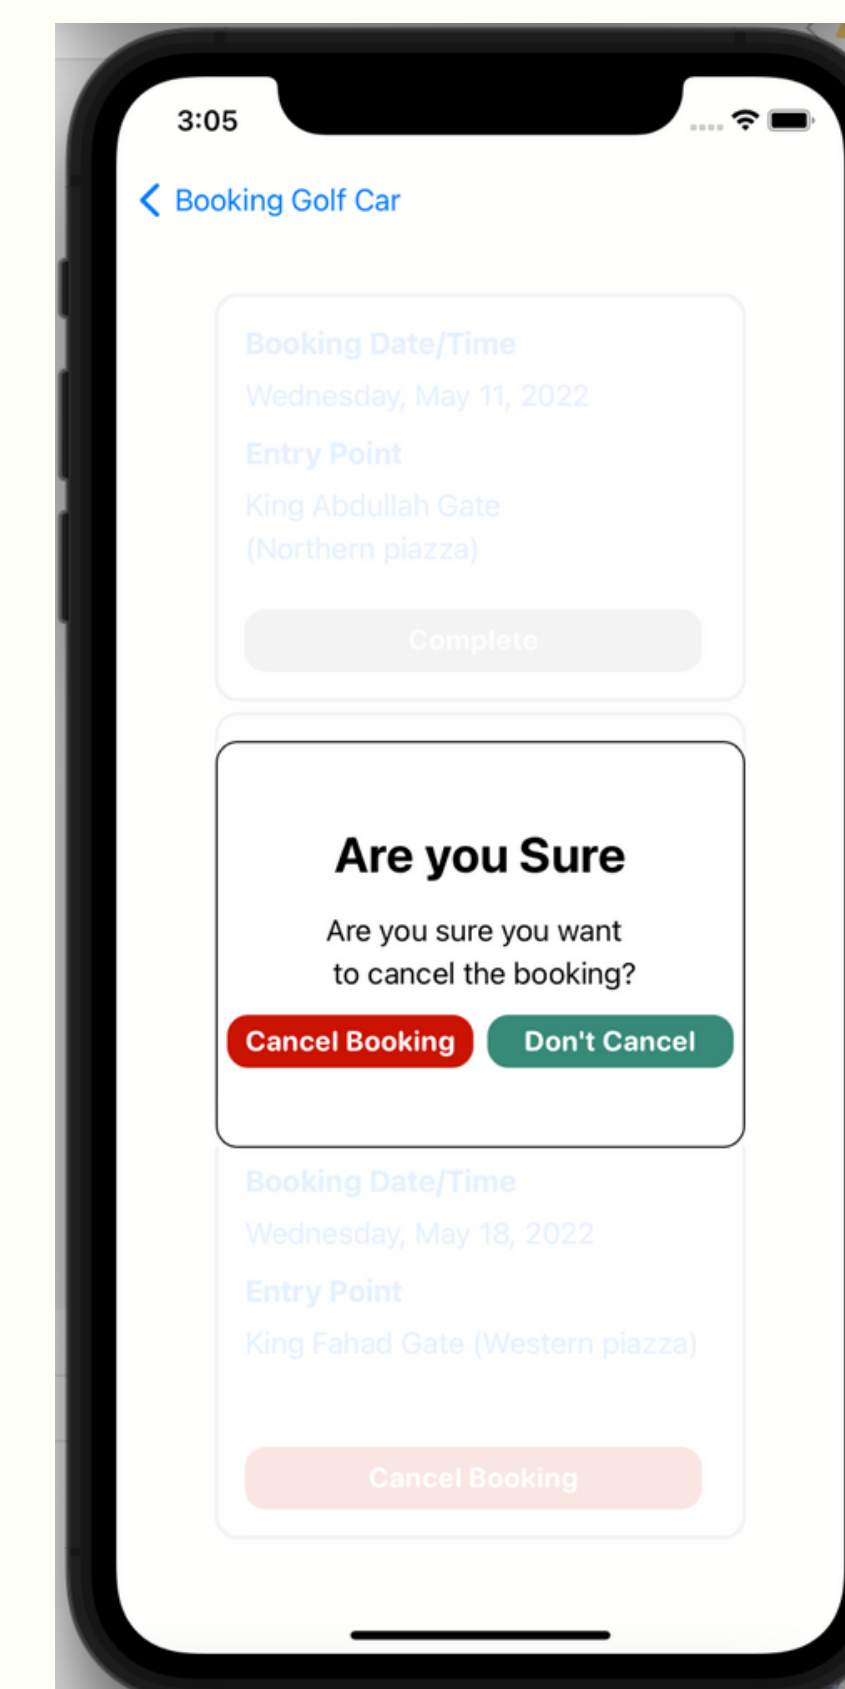 3:05
Booking Golf Car
Booking Date/Time
Wednesday, May 11, 2022
Entry Point
King Abdullah Gate
(Northern piazza)
Complete
Are you Sure
Are you sure you want
to cancel the booking?
Cancel Booking Don't Cancel
Booking Date/Time
Wednesday, May 18, 2022
Entry Point
King Fahad Gate (Western piazza)
Cancel Booking